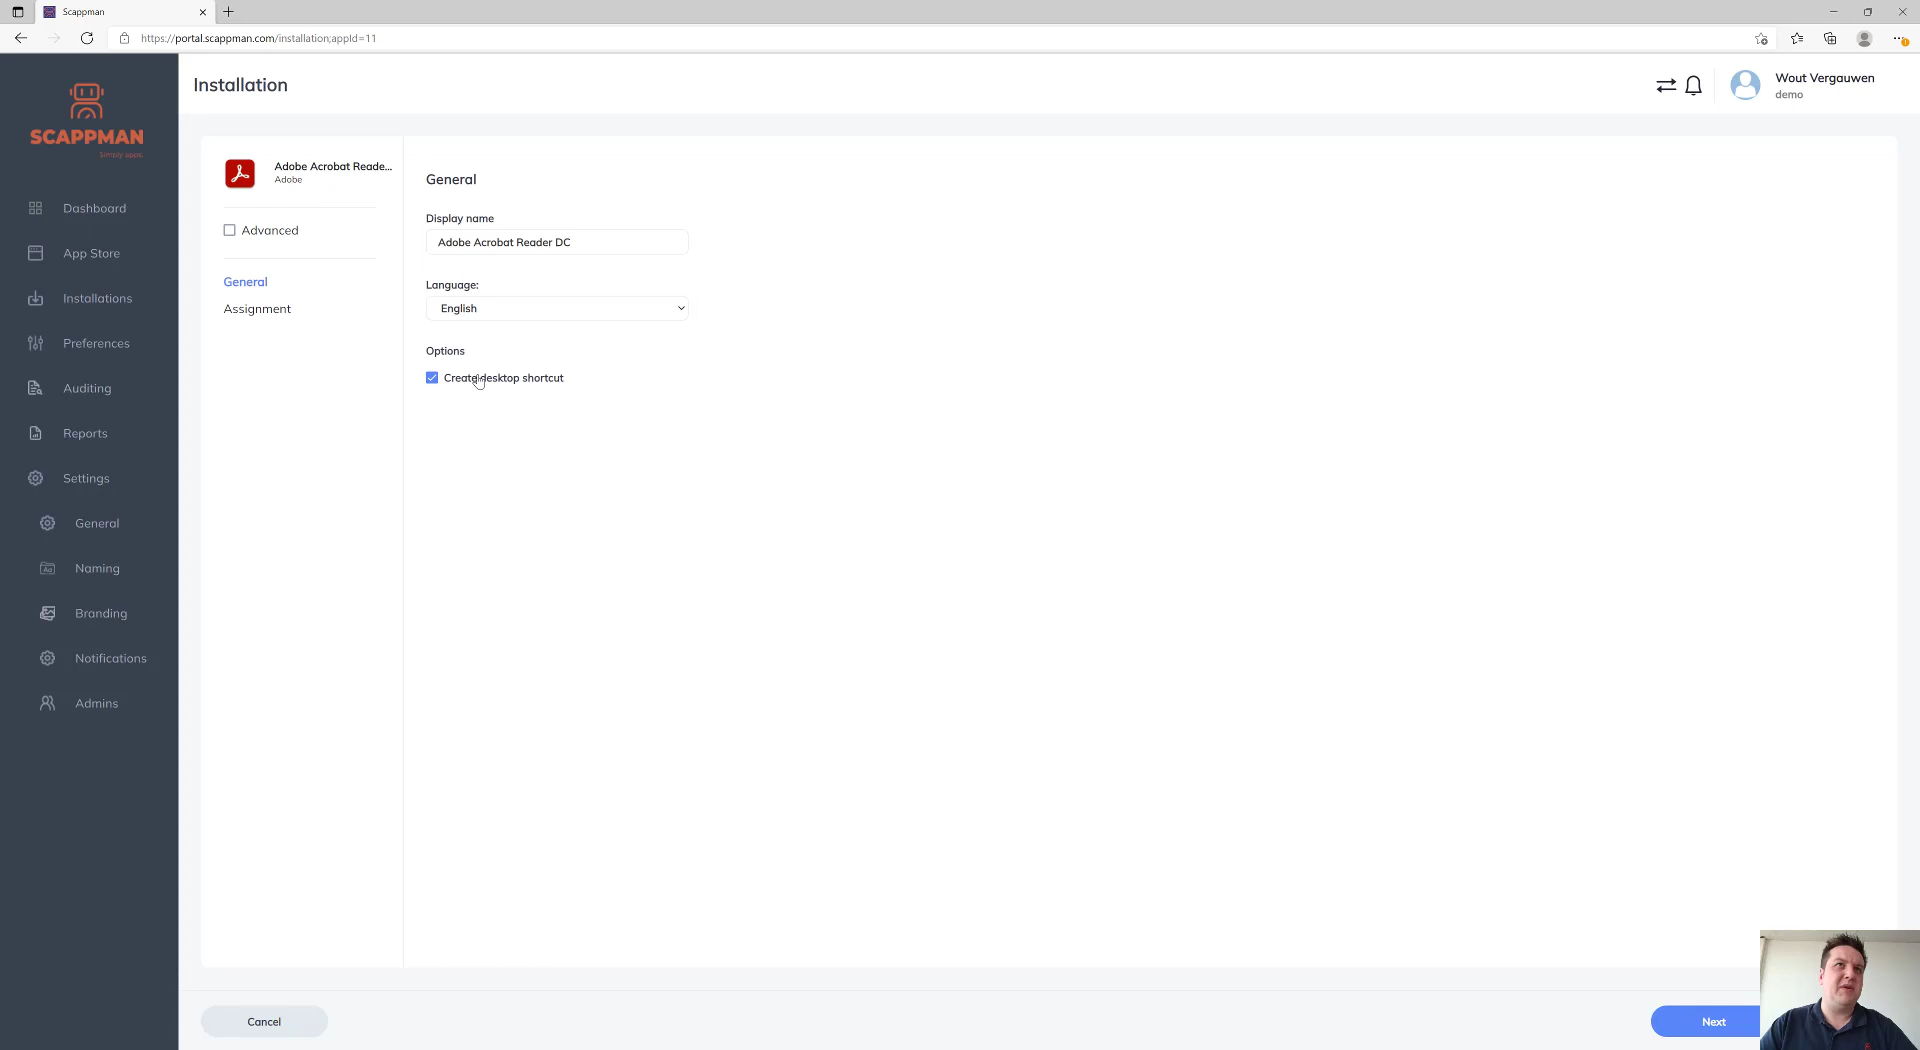 Scappman
https://portal.scappman.com/installation;appId=11
SCAPPMAN
Simply apps.
Installation
Wout Vergauwen
demo
Dashboard
App Store
Installations
Preferences
Auditing
Reports
Settings
General
Naming
Branding
Notifications
Admins
Adobe Acrobat Reade...
Adobe
Advanced
General
Assignment
General
Display name
Adobe Acrobat Reader DC
Language:
English
Options
Create desktop shortcut
Cancel
Next